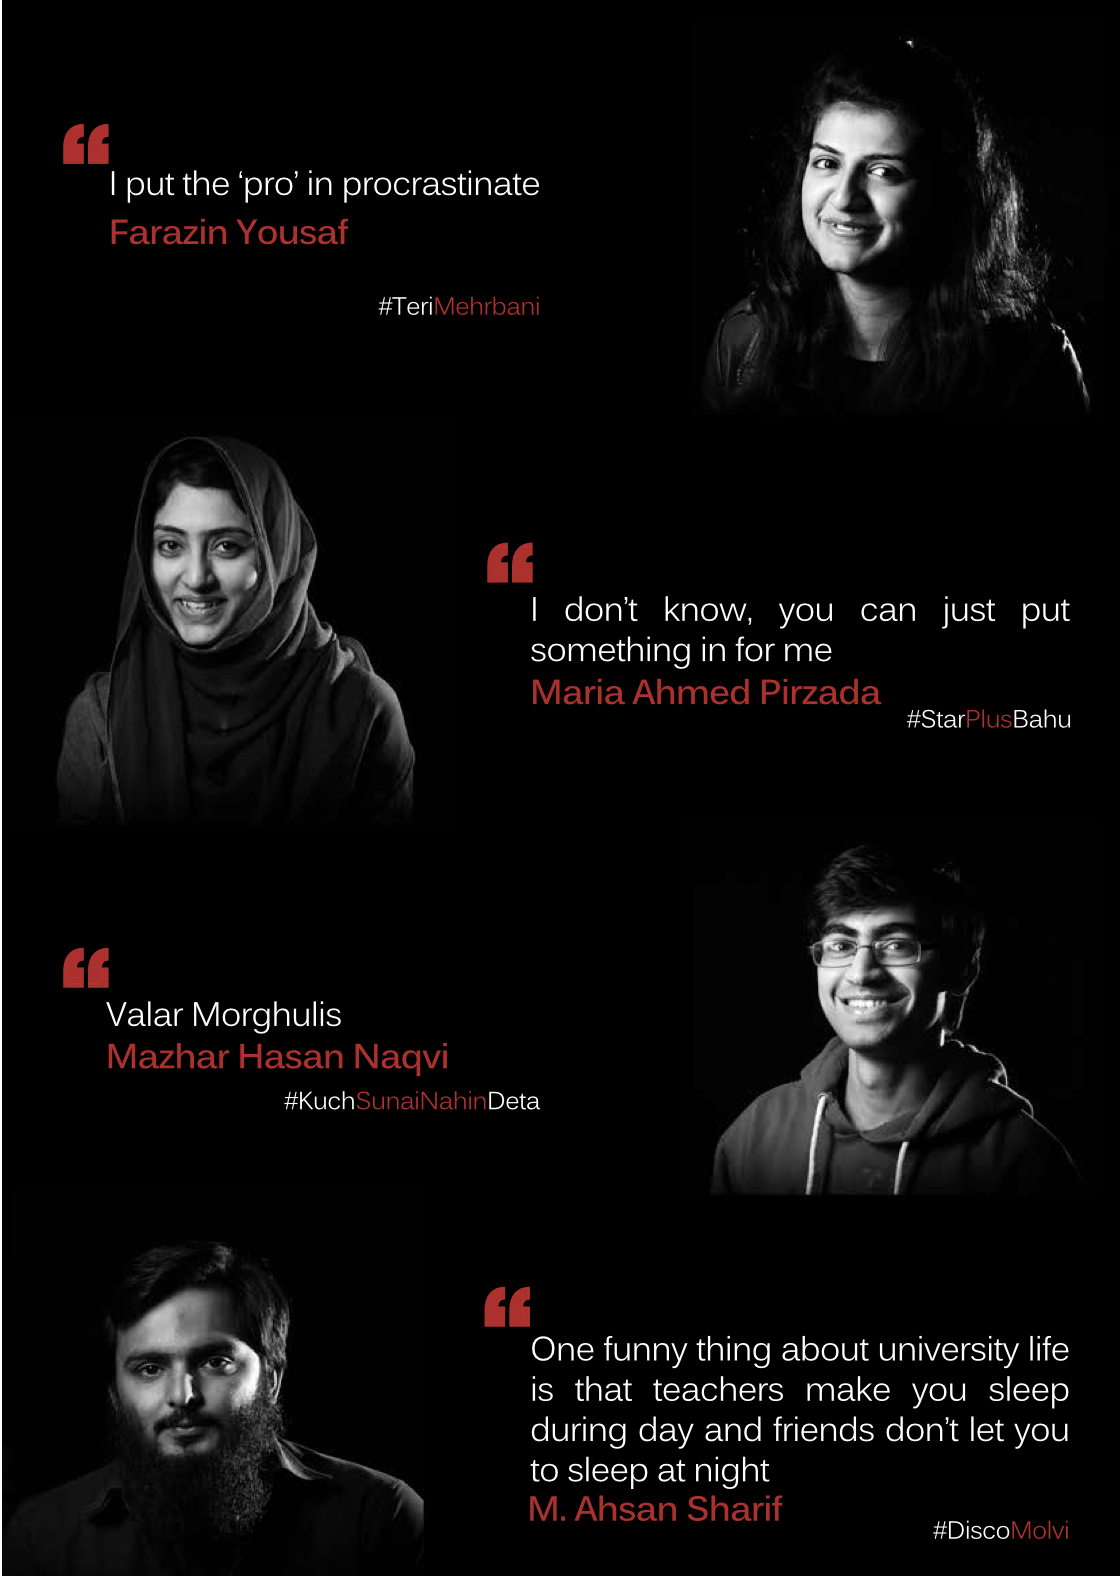 “
I put the ‘pro’ in procrastinate
Farazin Yousaf
#TeriMehrbani
“
I don’t know, you can just put
something in for me
Maria Ahmed Pirzada
#StarPlusBahu
“
Valar Morghulis
Mazhar Hasan Naqvi
#KuchSunaiNahinDeta
“
One funny thing about university life
is that teachers make you sleep
during day and friends don’t let you
to sleep at night
M. Ahsan Sharif
#DiscoMolvi